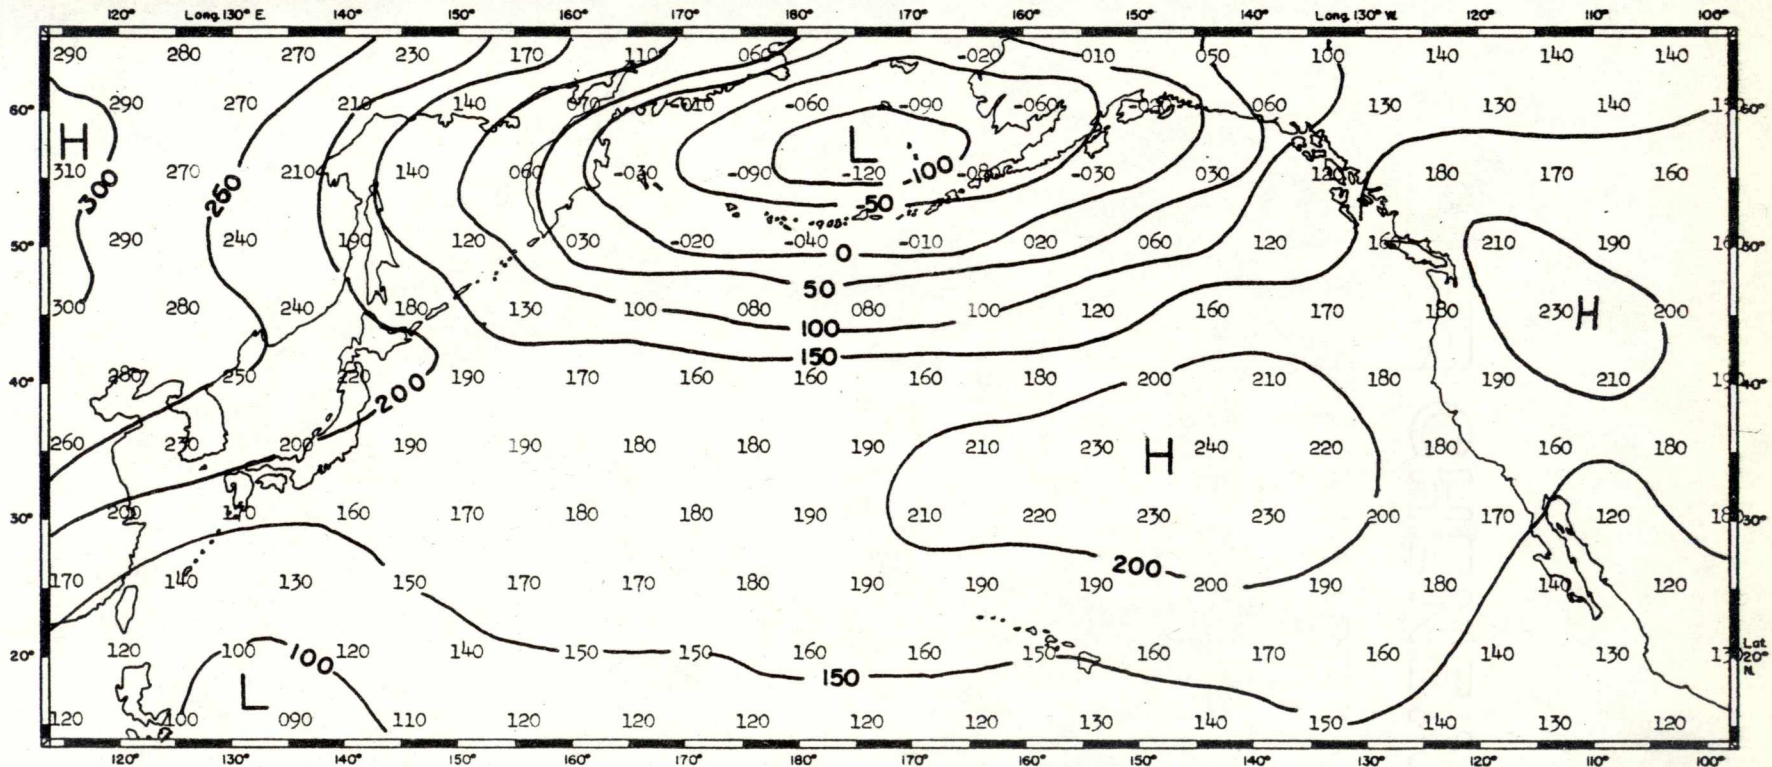 120° Long. 130° E. 140° 150° 160° 170° 180° 170° 160° 150° 140° Long. 130° W. 120° 110° 100°
290 280 270 230 170 110 060 -020 -010 050 100 140 140 140
60° 290 270 210 140 070 -010 -060 -090 -060 -020 060 130 130 140 60°
H L
310 270 210 140 060 -030 -090 -120 -100 -030 030 180 170 160
300 260 -50
50° 290 240 190 120 030 -020 -040 -010 020 060 120 160 210 190 50°
0
50
300 280 240 180 130 100 080 080 100 120 160 170 180 230 H 200
100
150
40° 280 250 220 190 170 160 160 160 180 200 210 180 190 210 40°
200
260 230 200 190 190 180 180 190 210 230 H 240 220 180 160 180
30° 200 170 160 170 180 180 190 210 220 230 230 200 170 120 30°
200
170 140 130 150 170 170 180 190 190 190 200 190 180 140 120
20° 120 100 100 120 140 150 150 160 160 150 160 170 160 140 130 Lat. 20° N.
L 150
120 100 090 110 120 120 120 120 120 130 140 150 140 130 120
120° 130° 140° 150° 160° 170° 180° 170° 160° 150° 140° 130° 120° 110° 100°